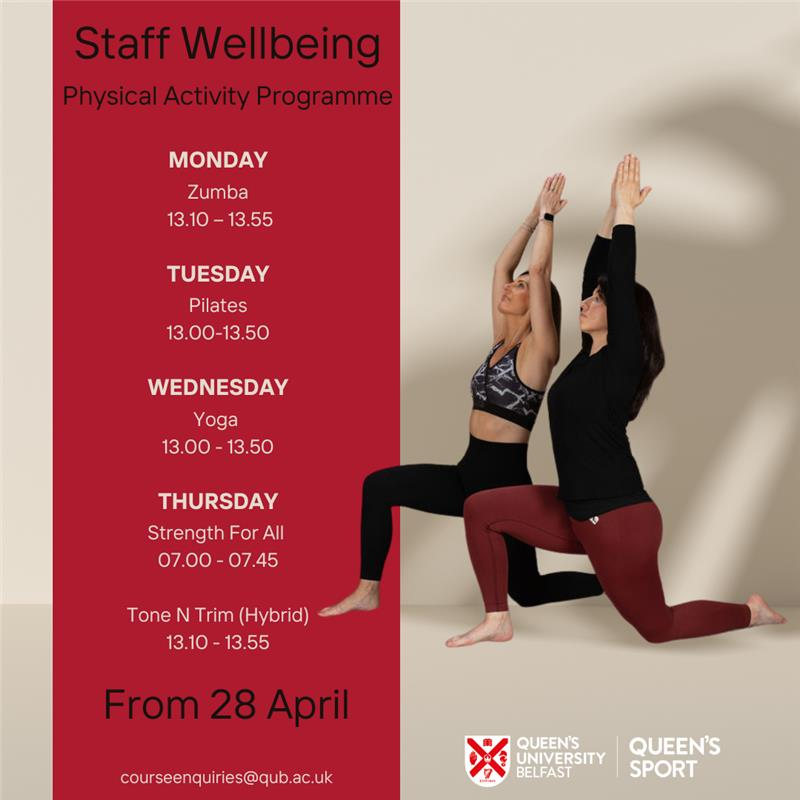 Staff Wellbeing
Physical Activity Programme
MONDAY
Zumba
13.10 – 13.55
TUESDAY
Pilates
13.00-13.50
WEDNESDAY
Yoga
13.00 - 13.50
THURSDAY
Strength For All
07.00 - 07.45
Tone N Trim (Hybrid)
13.10 - 13.55
From 28 April
courseenquiries@qub.ac.uk
QUEEN'S
UNIVERSITY
BELFAST
QUEEN'S
SPORT